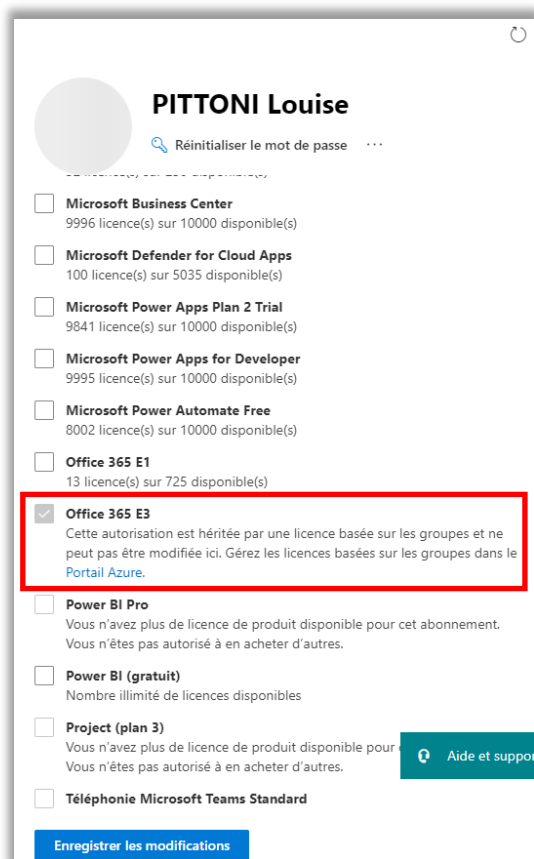 PITTONI Louise
Réinitialiser le mot de passe ...
Microsoft Business Center
9996 licence(s) sur 10000 disponible(s)
Microsoft Defender for Cloud Apps
100 licence(s) sur 5035 disponible(s)
Microsoft Power Apps Plan 2 Trial
9841 licence(s) sur 10000 disponible(s)
Microsoft Power Apps for Developer
9995 licence(s) sur 10000 disponible(s)
Microsoft Power Automate Free
8002 licence(s) sur 10000 disponible(s)
Office 365 E1
13 licence(s) sur 725 disponible(s)
Office 365 E3
Cette autorisation est héritée par une licence basée sur les groupes et ne
peut pas être modifiée ici. Gérez les licences basées sur les groupes dans le
Portail Azure.
Power BI Pro
Vous n'avez plus de licence de produit disponible pour cet abonnement.
Vous n'êtes pas autorisé à en acheter d'autres.
Power BI (gratuit)
Nombre illimité de licences disponibles
Project (plan 3)
Vous n'avez plus de licence de produit disponible pour
Vous n'êtes pas autorisé à en acheter d'autres.
Aide et suppor
Téléphonie Microsoft Teams Standard
Enregistrer les modifications